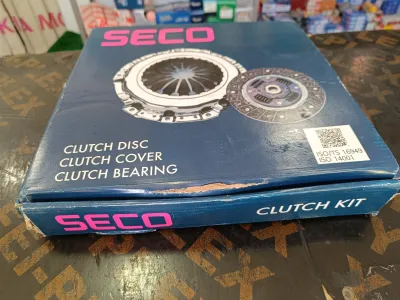 SECO
CLUTCH DISC
CLUTCH COVER
CLUTCH BEARING
ISO/TS 16949
ISO 14001
SECO
CLUTCH KIT